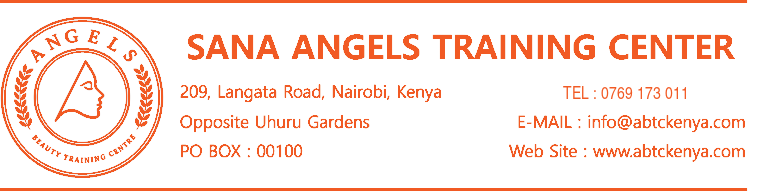 ANGELS
BEAUTY TRAINING CENTRE
SANA ANGELS TRAINING CENTER
209, Langata Road, Nairobi, Kenya
TEL : 0769 173 011
Opposite Uhuru Gardens
E-MAIL : info@abtckenya.com
PO BOX : 00100
Web Site : www.abtckenya.com